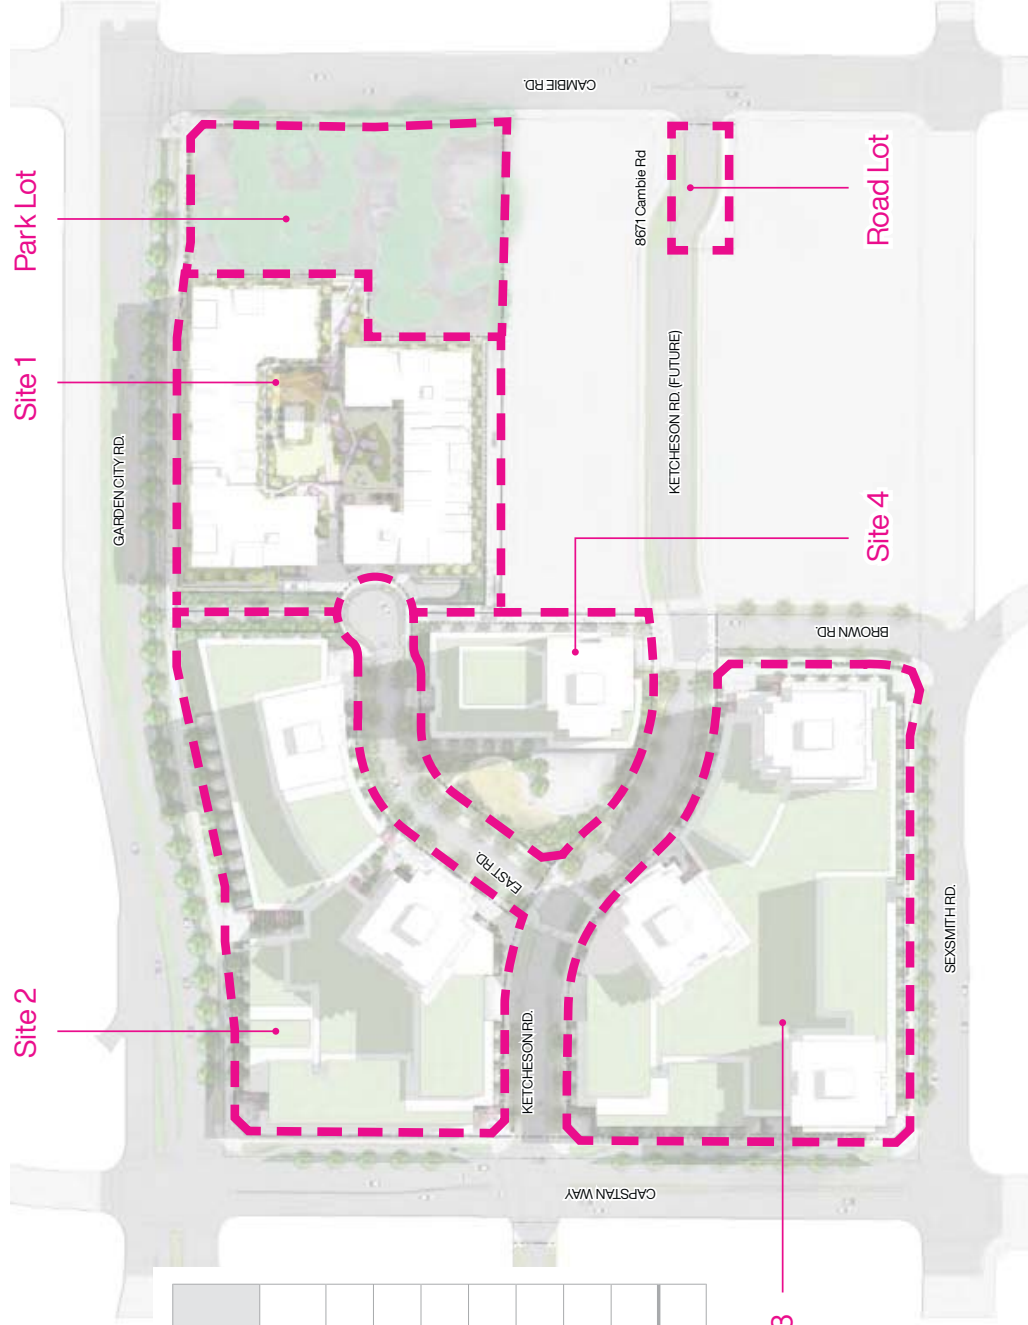 CAMBIE RD.
Park Lot
8671 Cambie Rd
Road Lot
Site 1
GARDEN CITY RD.
KETCHESON RD. (FUTURE)
Site 4
BROWN RD.
EAST RD.
SEXSMITH RD.
Site 2
KETCHESON RD.
CAPSTAN WAY
3